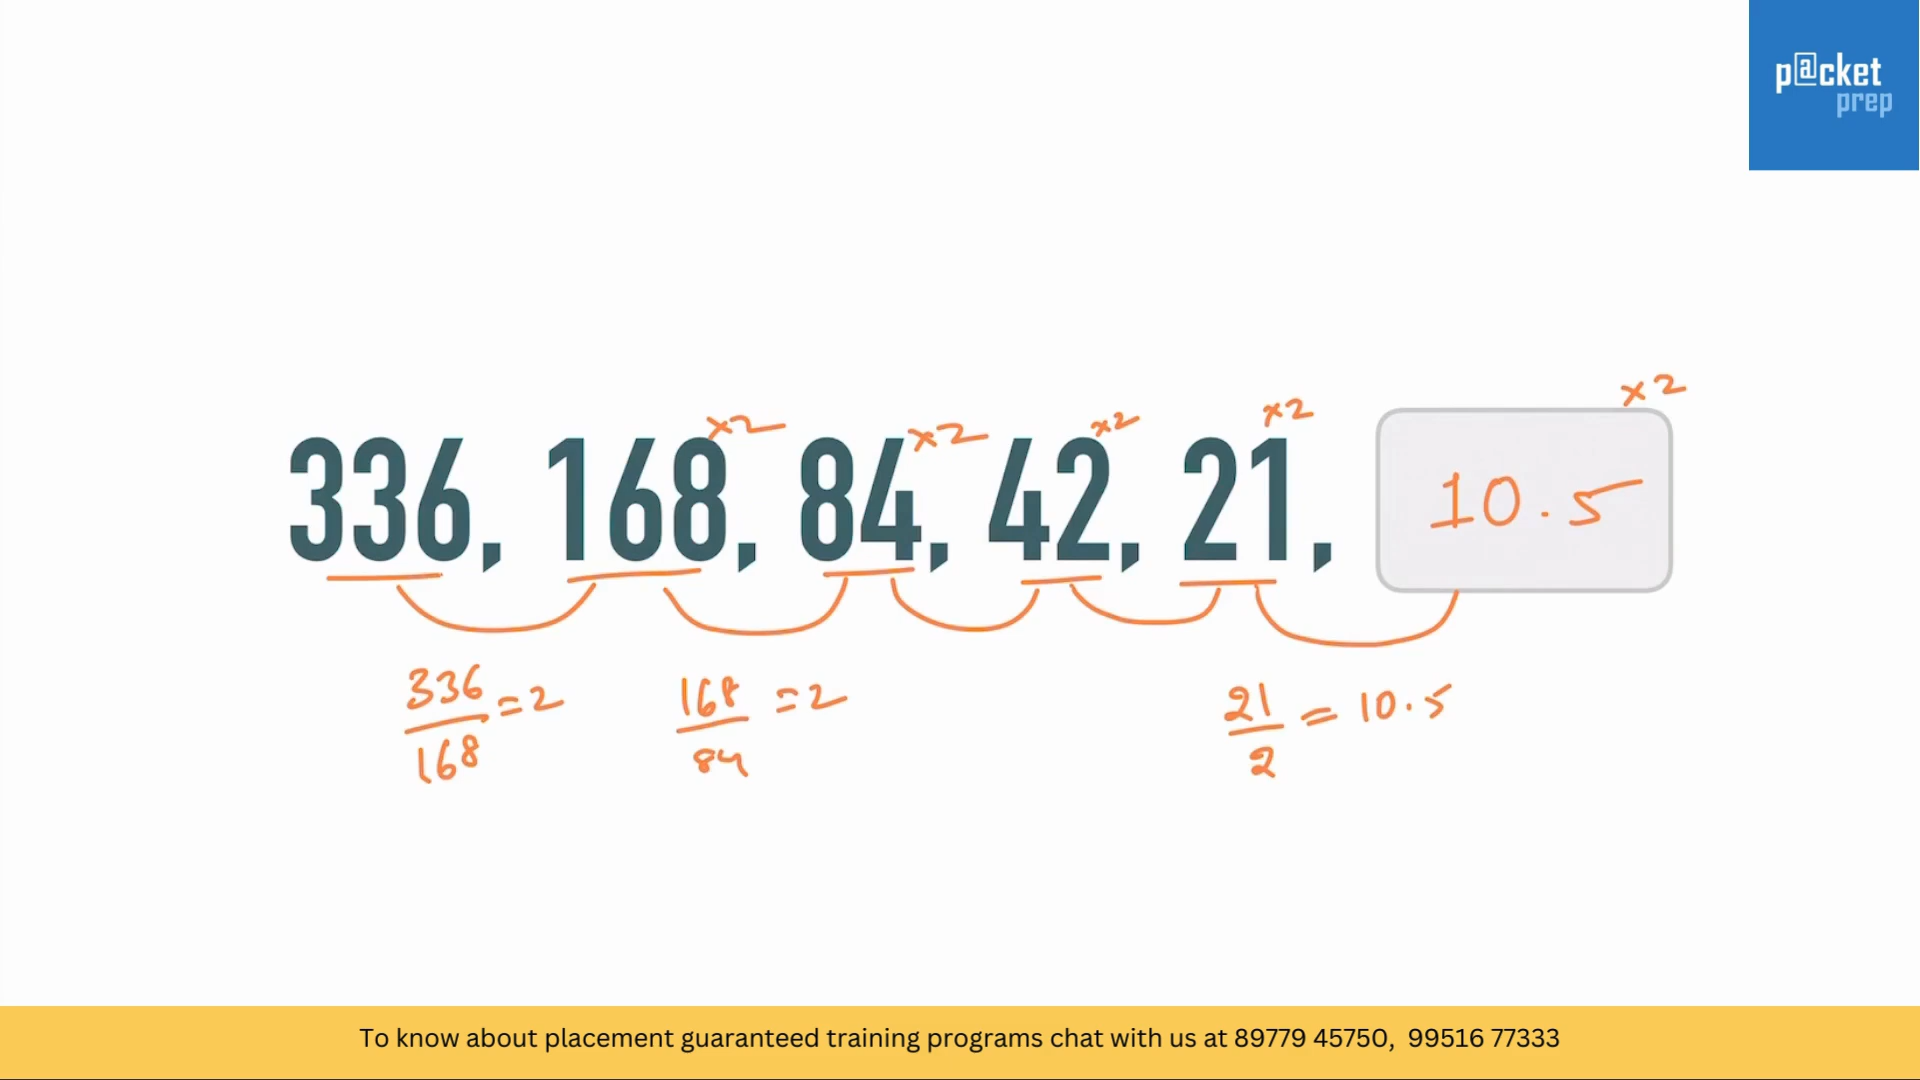 p@cket
prep
×2 ×2 ×2 ×2 ×2
336, 168, 84, 42, 21, 10.5
336/168 = 2 168/84 = 2 21/2 = 10.5
To know about placement guaranteed training programs chat with us at 89779 45750, 99516 77333